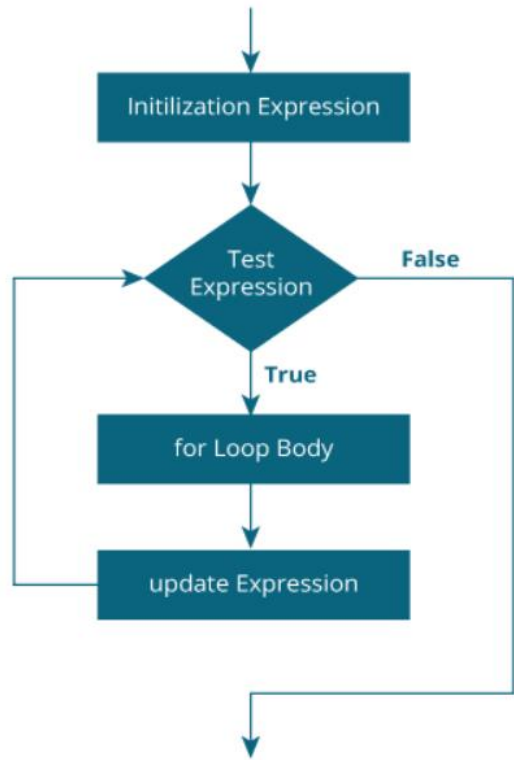 Initilization Expression
Test
Expression
False
True
for Loop Body
update Expression